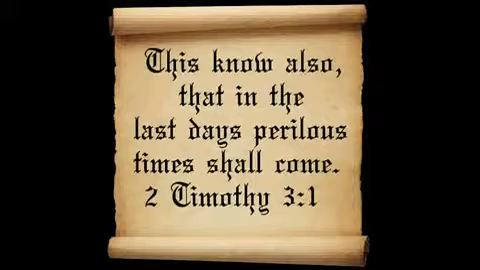 This know also,
that in the
last days perilous
times shall come.
2 Timothy 3:1